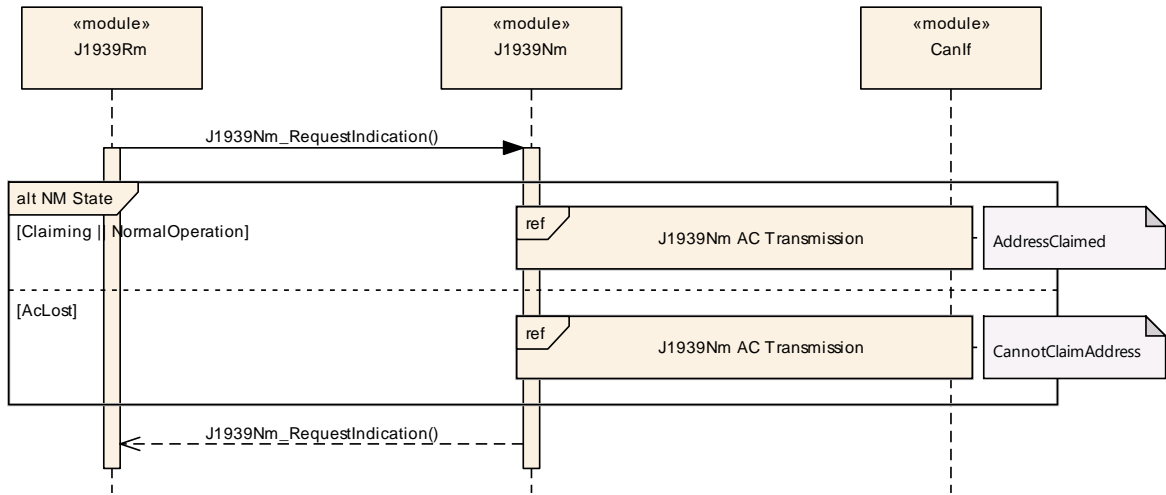 «module»
J1939Rm
«module»
J1939Nm
«module»
CanIf
J1939Nm_RequestIndication()
alt NM State
[Claiming || NormalOperation]
ref
J1939Nm AC Transmission
AddressClaimed
[AcLost]
ref
J1939Nm AC Transmission
CannotClaimAddress
J1939Nm_RequestIndication()